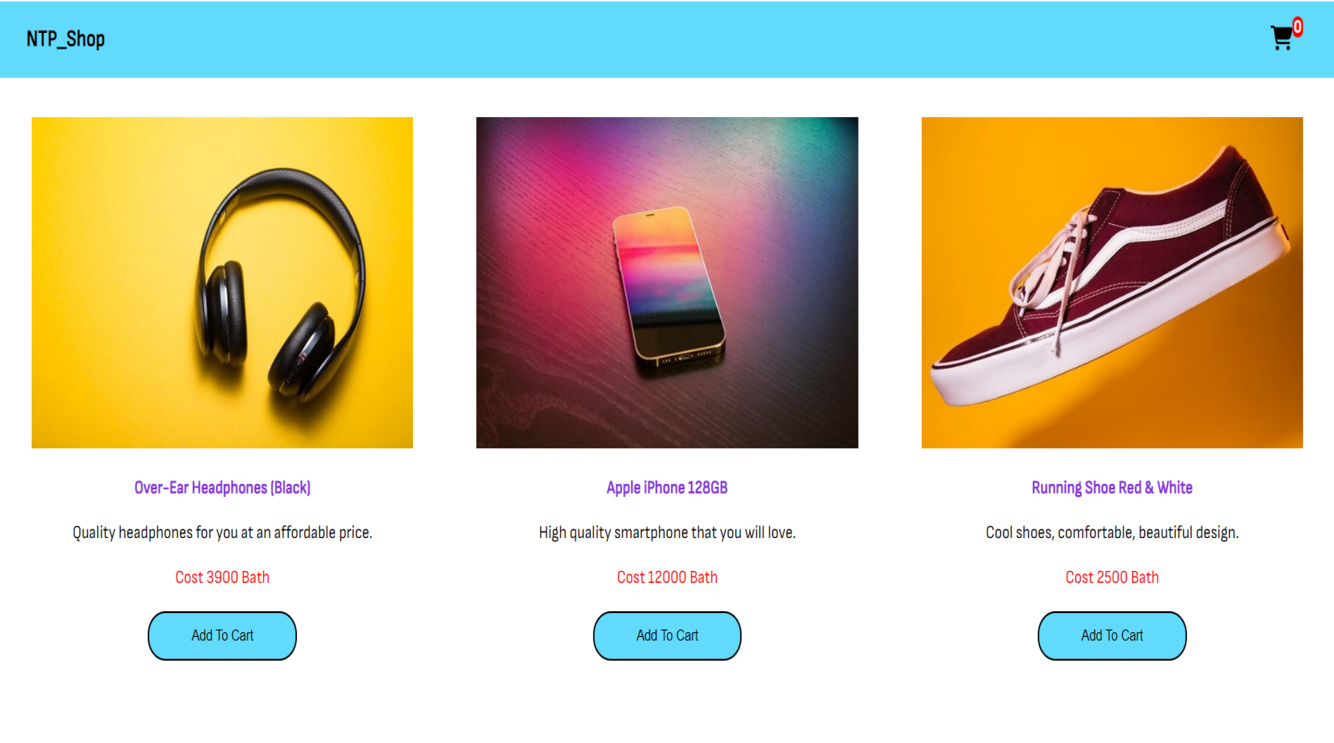 NTP_Shop
0
Over-Ear Headphones (Black)
Quality headphones for you at an affordable price.
Cost 3900 Bath
Add To Cart
Apple iPhone 128GB
High quality smartphone that you will love.
Cost 12000 Bath
Add To Cart
Running Shoe Red & White
Cool shoes, comfortable, beautiful design.
Cost 2500 Bath
Add To Cart